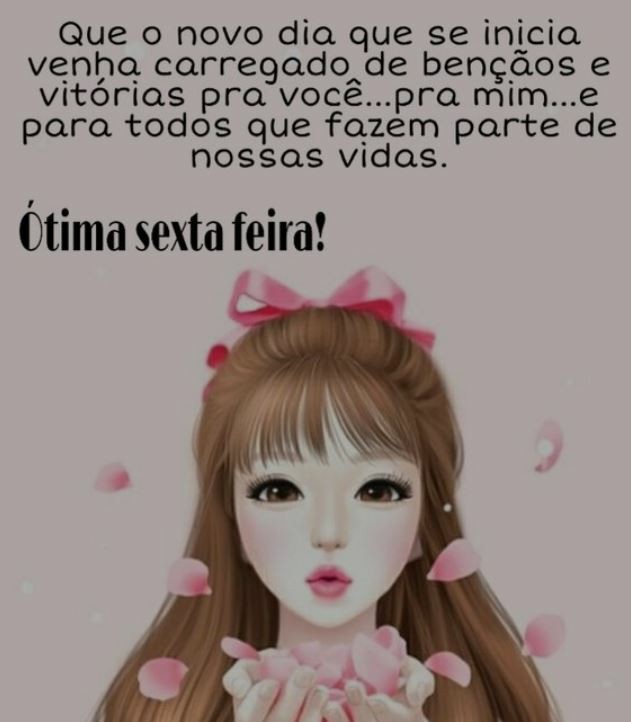 Que o novo dia que se inicia
venha carregado de bençãos e
vitórias pra você...pra mim...e
para todos que fazem parte de
nossas vidas.
Ótima sexta feira!